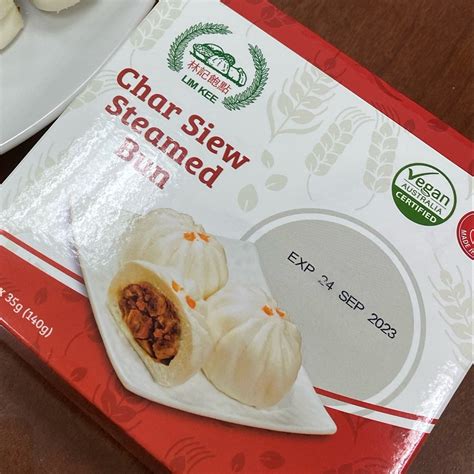 林記飽點
LIM KEE
Char Siew
Steamed
Bun
Vegan
AUSTRALIA
CERTIFIED
MADE
EXP 24 SEP 2023
x 35g (140g)